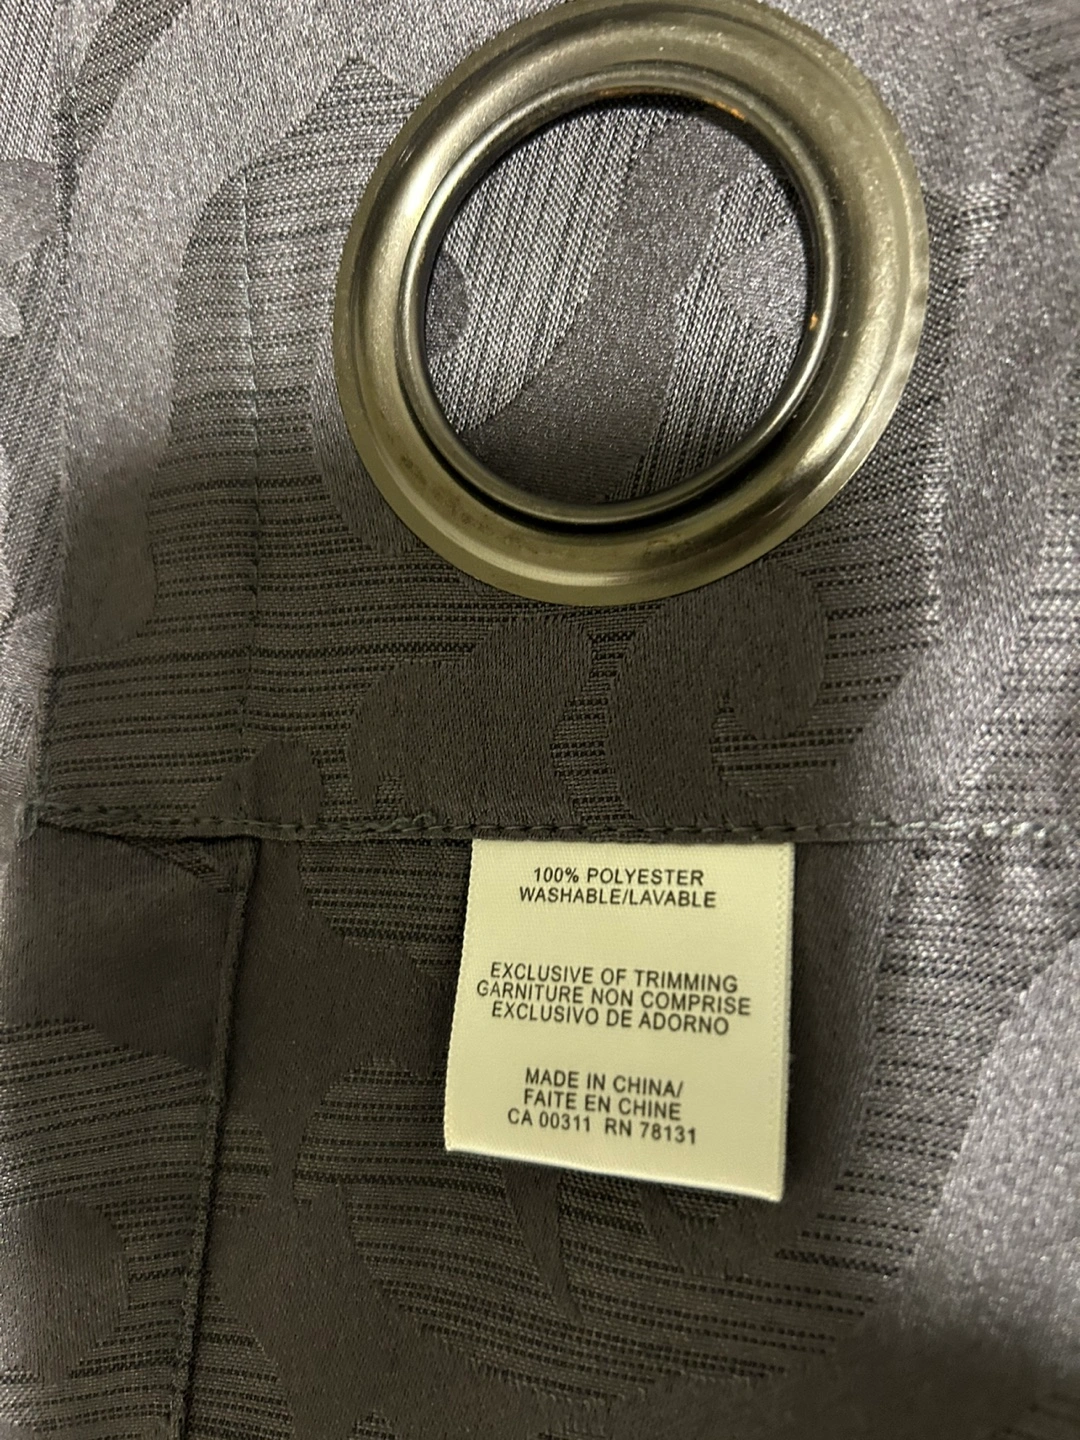 100% POLYESTER
WASHABLE/LAVABLE
EXCLUSIVE OF TRIMMING
GARNITURE NON COMPRISE
EXCLUSIVO DE ADORNO
MADE IN CHINA/
FAITE EN CHINE
CA 00311 RN 78131